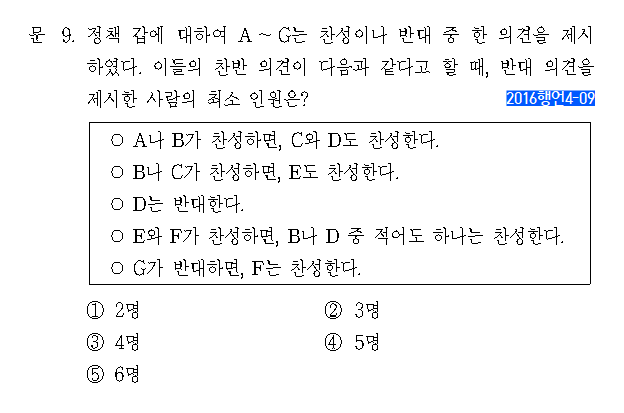 문 9. 정책 갑에 대하여 A ~ G는 찬성이나 반대 중 한 의견을 제시
하였다. 이들의 찬반 의견이 다음과 같다고 할 때, 반대 의견을
제시한 사람의 최소 인원은? 2016행언4-09
○ A나 B가 찬성하면, C와 D도 찬성한다.
○ B나 C가 찬성하면, E도 찬성한다.
○ D는 반대한다.
○ E와 F가 찬성하면, B나 D 중 적어도 하나는 찬성한다.
○ G가 반대하면, F는 찬성한다.
① 2명 ② 3명
③ 4명 ④ 5명
⑤ 6명